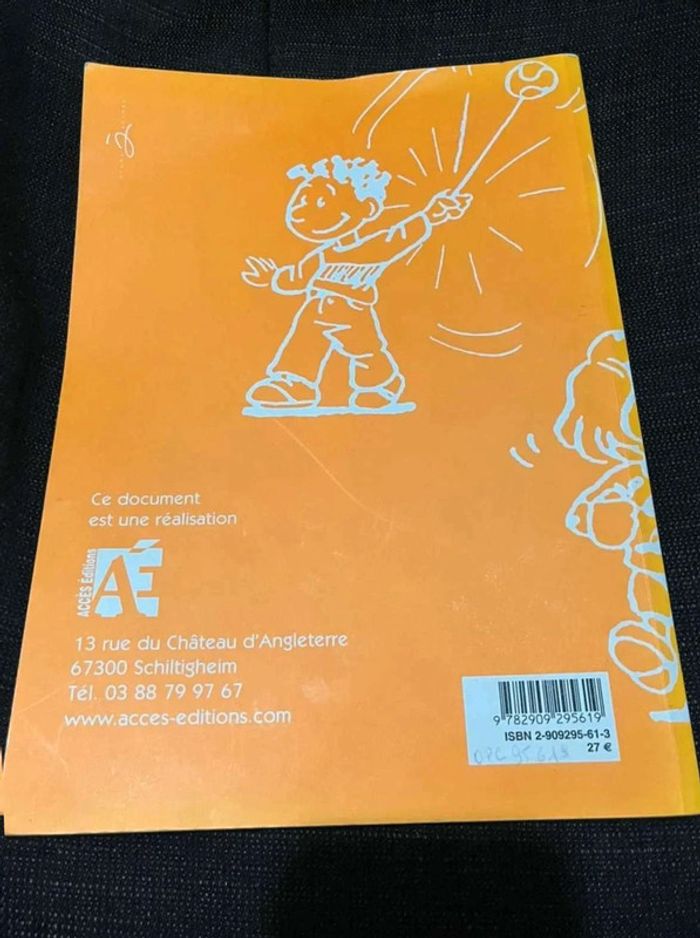 Ce document
est une réalisation
ACCÈS Éditions
AÉ
13 rue du Château d'Angleterre
67300 Schiltigheim
Tél. 03 88 79 97 67
www.acces-editions.com
9 782909 295619
ISBN 2-909295-61-3
27 €